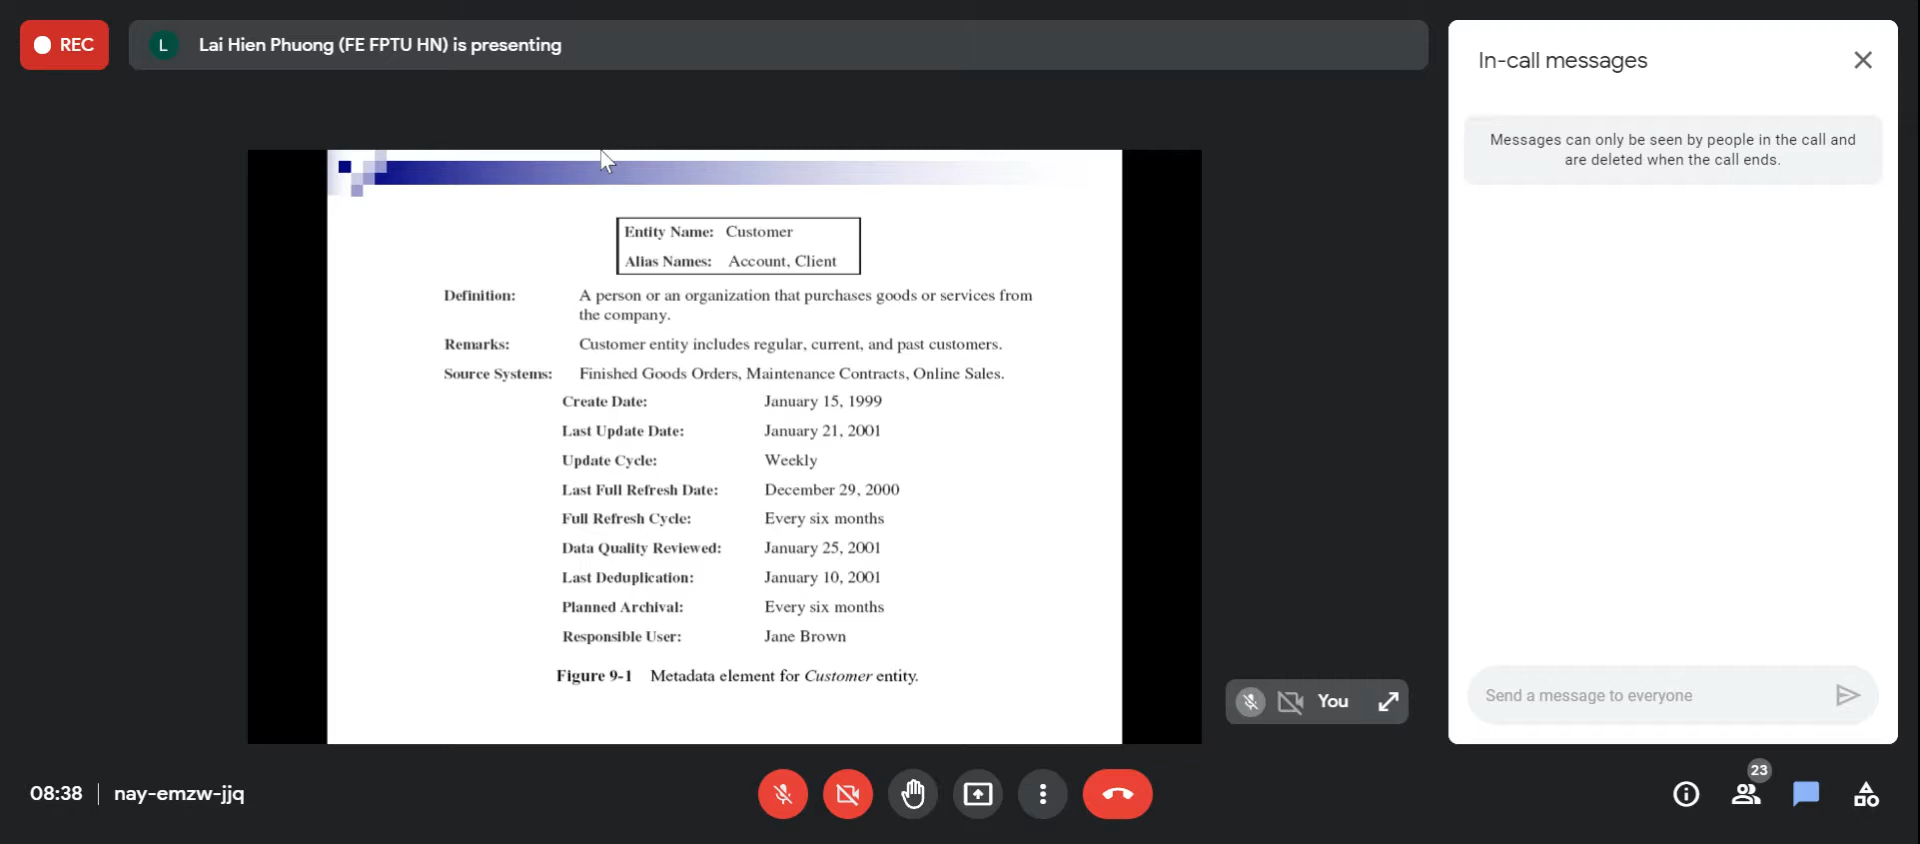 REC
L
Lai Hien Phuong (FE FPTU HN) is presenting
In-call messages
Messages can only be seen by people in the call and
are deleted when the call ends.
Entity Name: Customer
Alias Names: Account, Client
Definition: A person or an organization that purchases goods or services from
the company.
Remarks: Customer entity includes regular, current, and past customers.
Source Systems: Finished Goods Orders, Maintenance Contracts, Online Sales.
Create Date: January 15, 1999
Last Update Date: January 21, 2001
Update Cycle: Weekly
Last Full Refresh Date: December 29, 2000
Full Refresh Cycle: Every six months
Data Quality Reviewed: January 25, 2001
Last Deduplication: January 10, 2001
Planned Archival: Every six months
Responsible User: Jane Brown
Figure 9-1 Metadata element for Customer entity.
You
Send a message to everyone
08:38 | nay-emzw-jjq
23